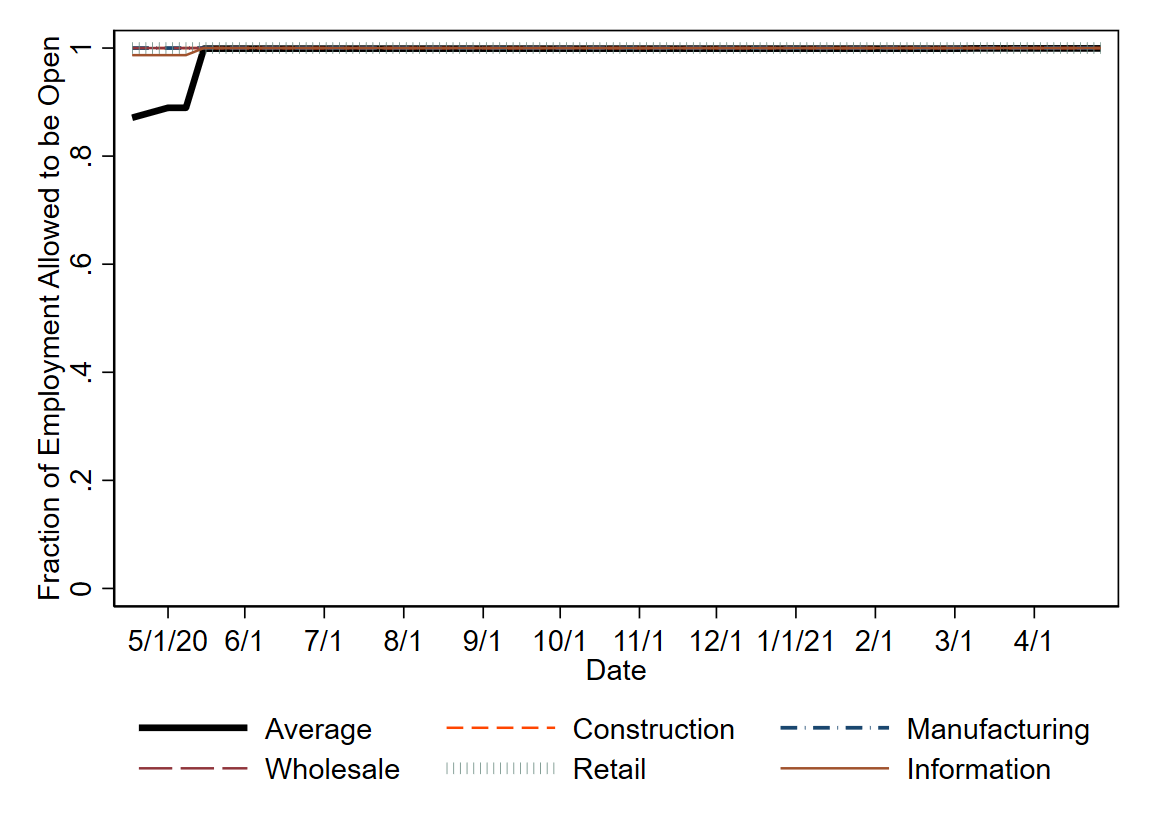 Fraction of Employment Allowed to be Open
1
.8
.6
.4
.2
0
5/1/20 6/1 7/1 8/1 9/1 10/1 11/1 12/1 1/1/21 2/1 3/1 4/1
Date
Average Construction Manufacturing
Wholesale Retail Information